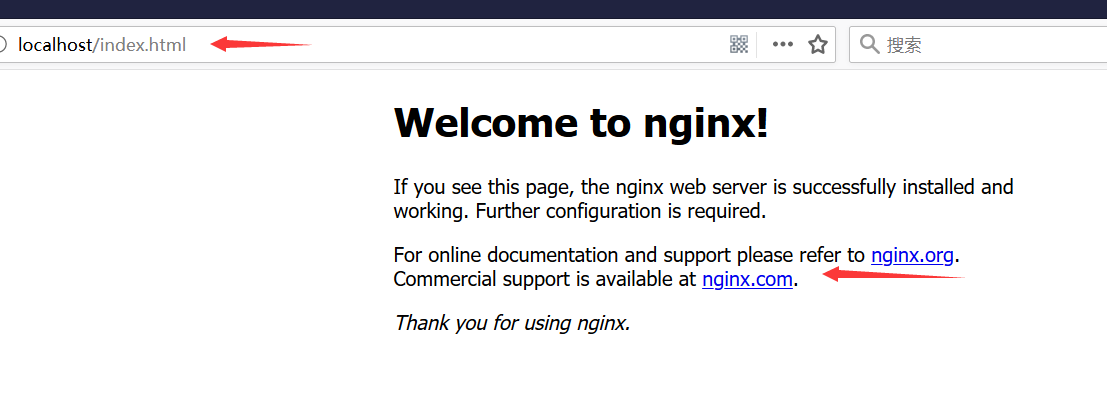 localhost/index.html
搜索
Welcome to nginx!
If you see this page, the nginx web server is successfully installed and
working. Further configuration is required.
For online documentation and support please refer to nginx.org.
Commercial support is available at nginx.com.
Thank you for using nginx.